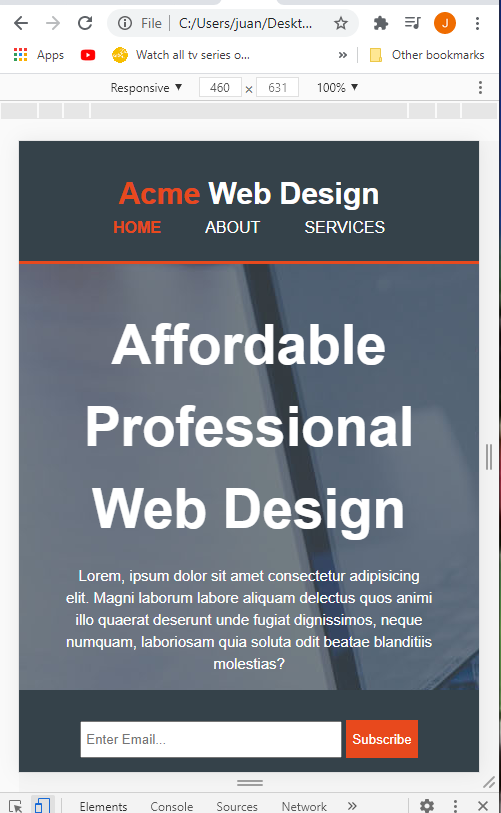 File C:/Users/juan/Deskt...
J
Apps Watch all tv series o... » Other bookmarks
Responsive ▼ 460 × 631 100% ▼
Acme Web Design
HOME ABOUT SERVICES
Affordable
Professional
Web Design
Lorem, ipsum dolor sit amet consectetur adipisicing
elit. Magni laborum labore aliquam delectus quos animi
illo quaerat deserunt unde fugiat dignissimos, neque
numquam, laboriosam quia soluta odit beatae blanditiis
molestias?
Enter Email... Subscribe
Elements Console Sources Network »